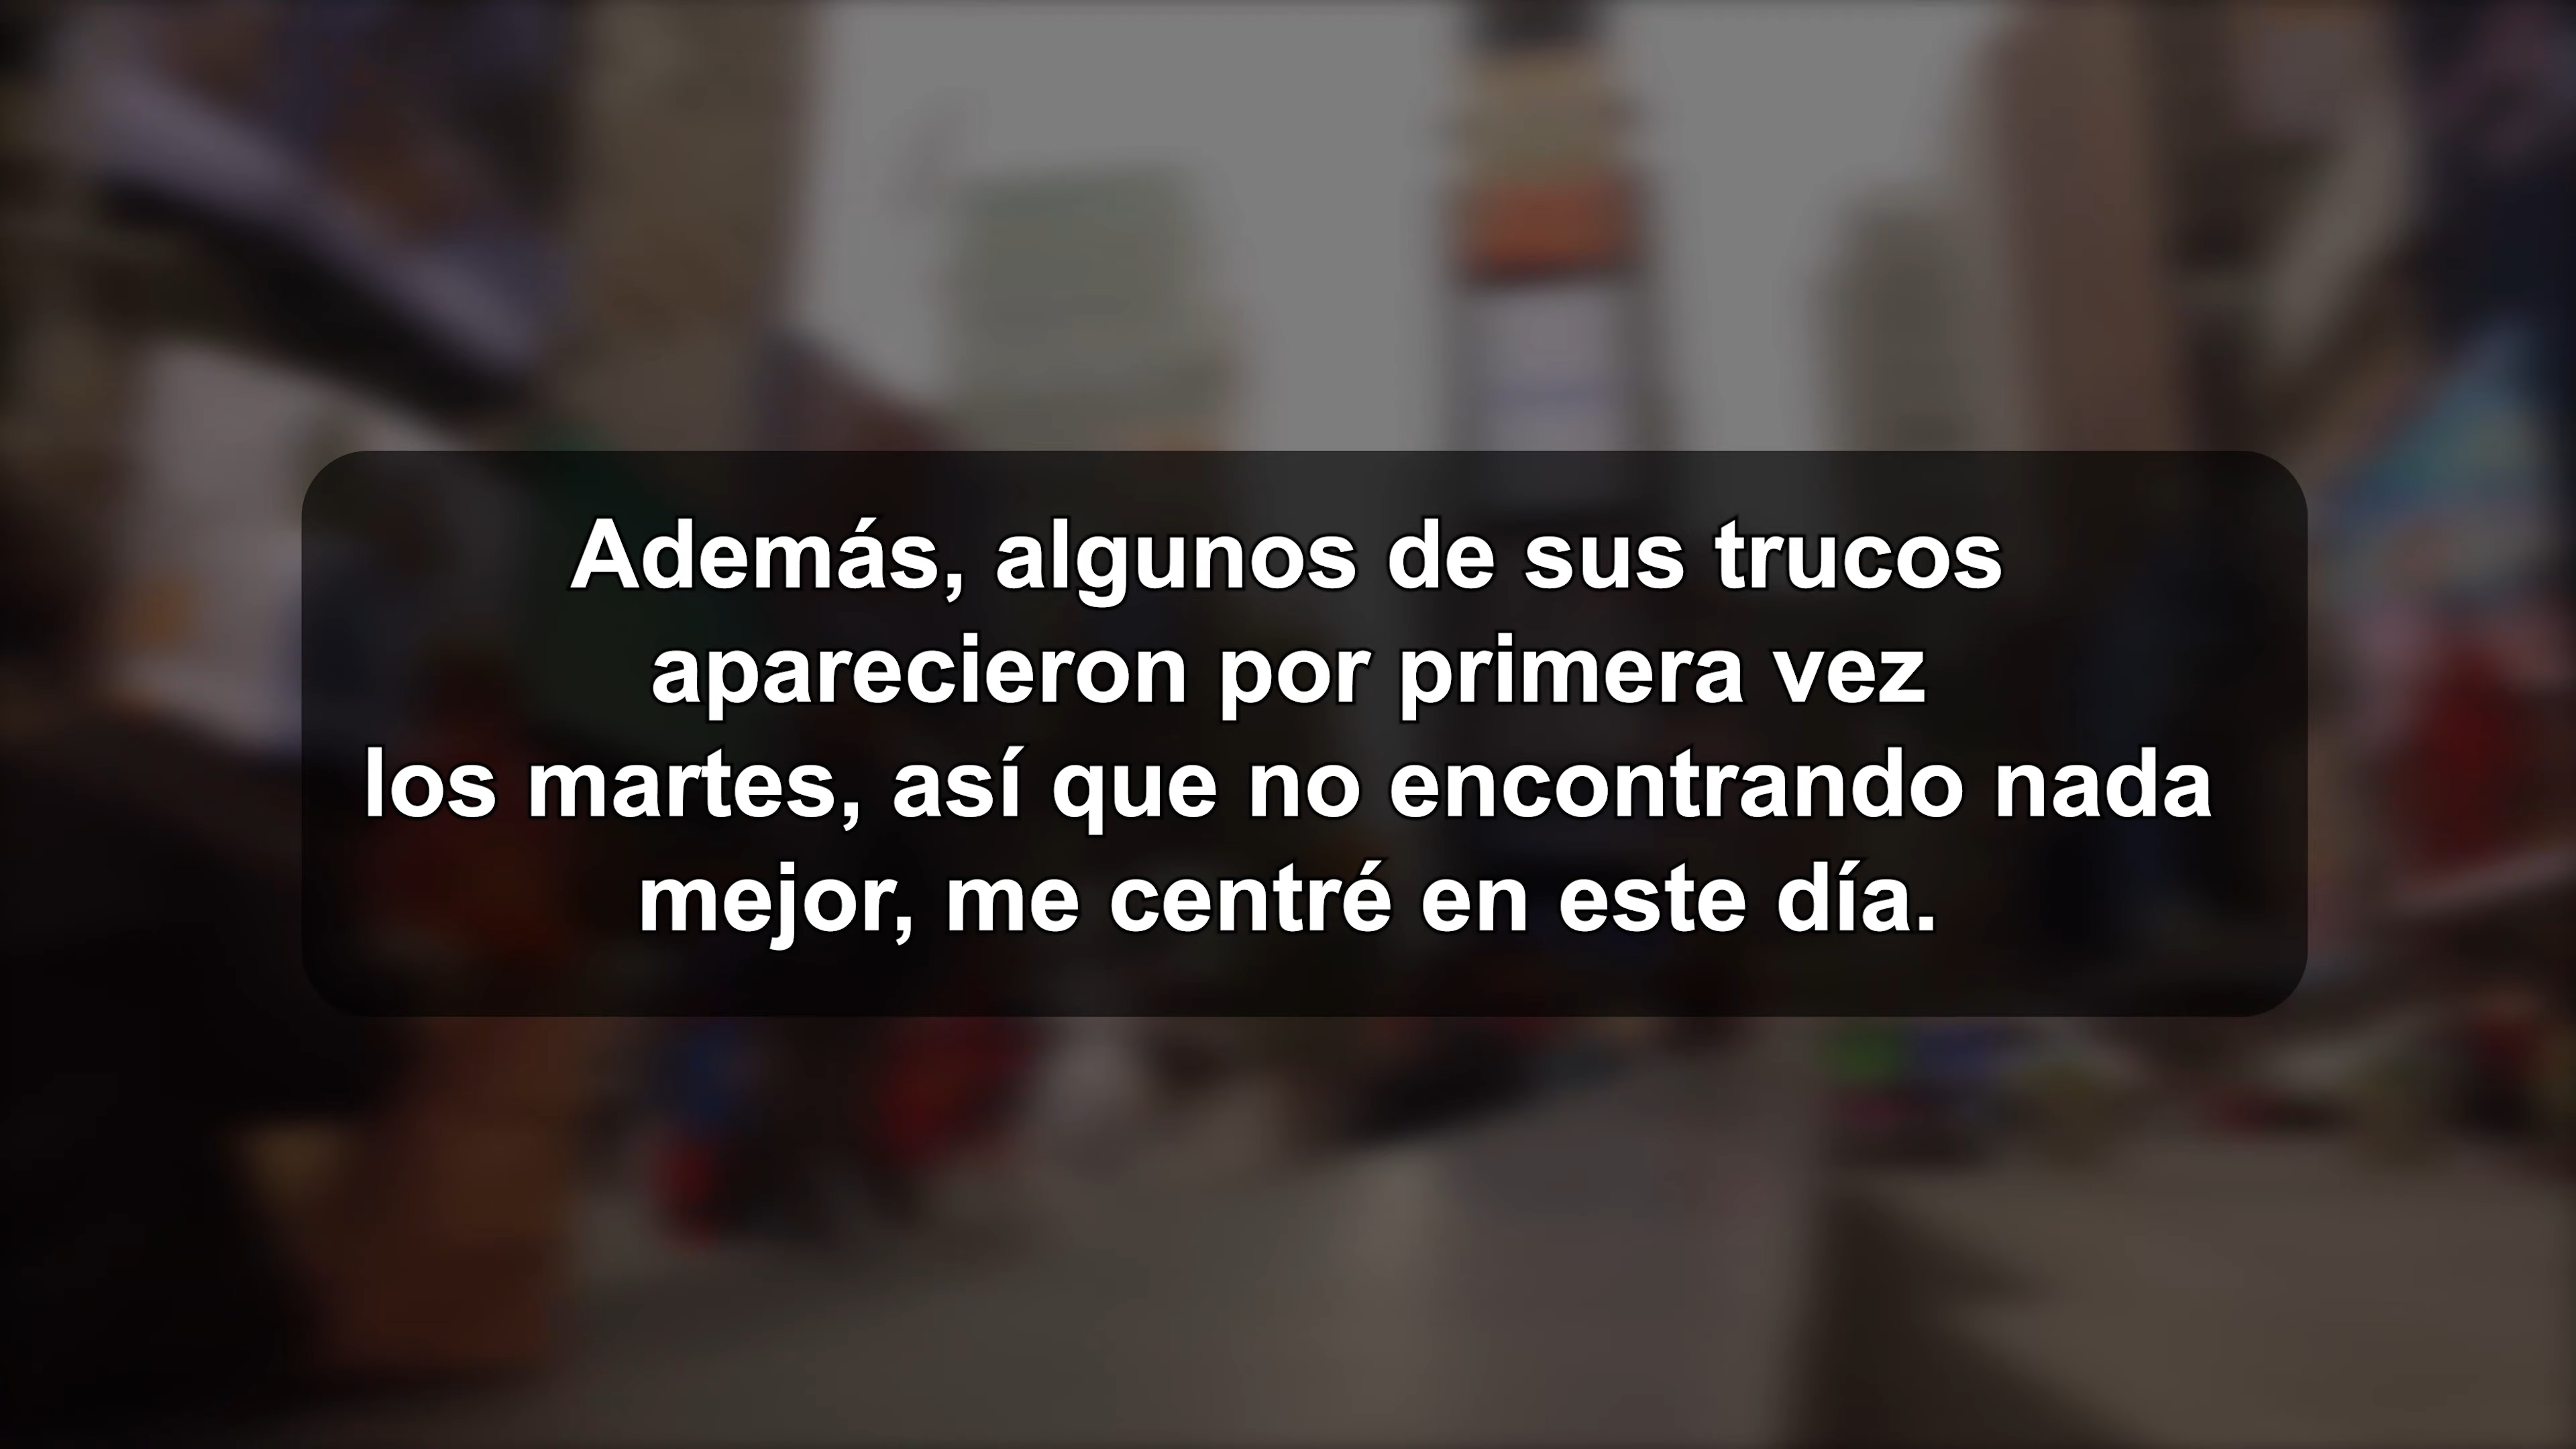 Además, algunos de sus trucos
aparecieron por primera vez
los martes, así que no encontrando nada
mejor, me centré en este día.